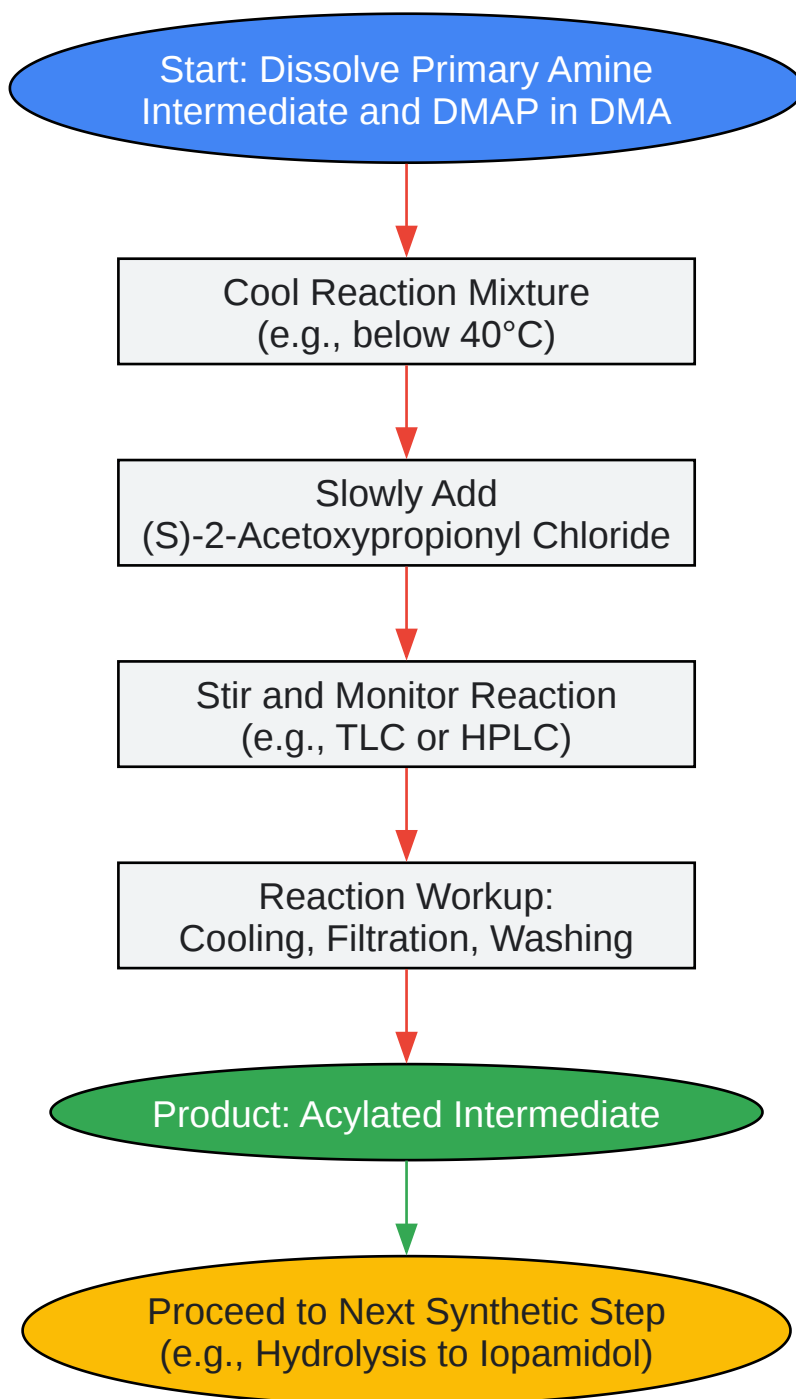 Start: Dissolve Primary Amine
Intermediate and DMAP in DMA
Cool Reaction Mixture
(e.g., below 40°C)
Slowly Add
(S)-2-Acetoxypropionyl Chloride
Stir and Monitor Reaction
(e.g., TLC or HPLC)
Reaction Workup:
Cooling, Filtration, Washing
Product: Acylated Intermediate
Proceed to Next Synthetic Step
(e.g., Hydrolysis to Iopamidol)